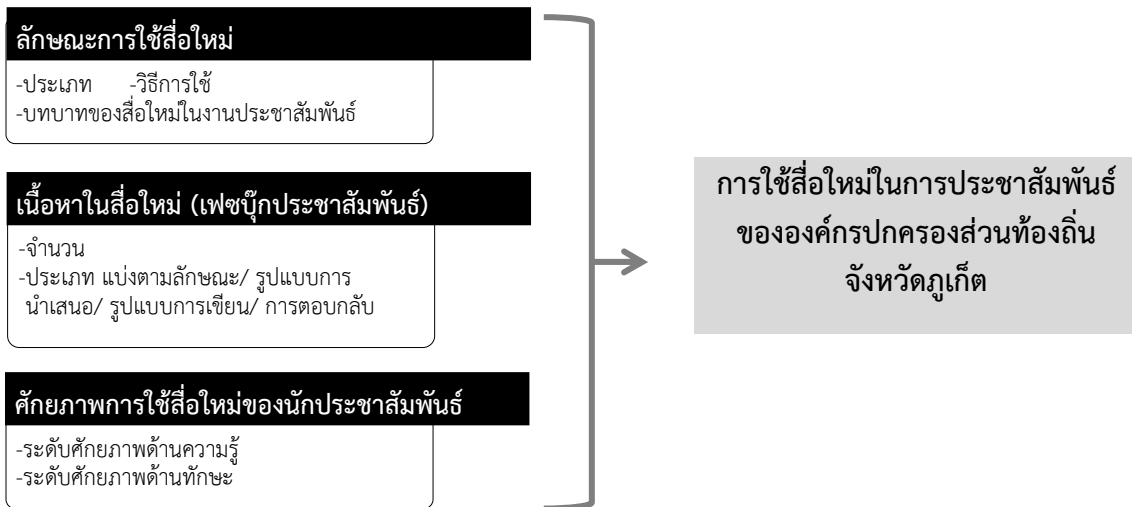 ลักษณะการใช้สื่อใหม่
-ประเภท -วิธีการใช้
-บทบาทของสื่อใหม่ในงานประชาสัมพันธ์
เนื้อหาในสื่อใหม่ (เฟซบุ๊กประชาสัมพันธ์)
-จำนวน
-ประเภท แบ่งตามลักษณะ/ รูปแบบการ
นำเสนอ/ รูปแบบการเขียน/ การตอบกลับ
ศักยภาพการใช้สื่อใหม่ของนักประชาสัมพันธ์
-ระดับศักยภาพด้านความรู้
-ระดับศักยภาพด้านทักษะ
การใช้สื่อใหม่ในการประชาสัมพันธ์
ขององค์กรปกครองส่วนท้องถิ่น
จังหวัดภูเก็ต